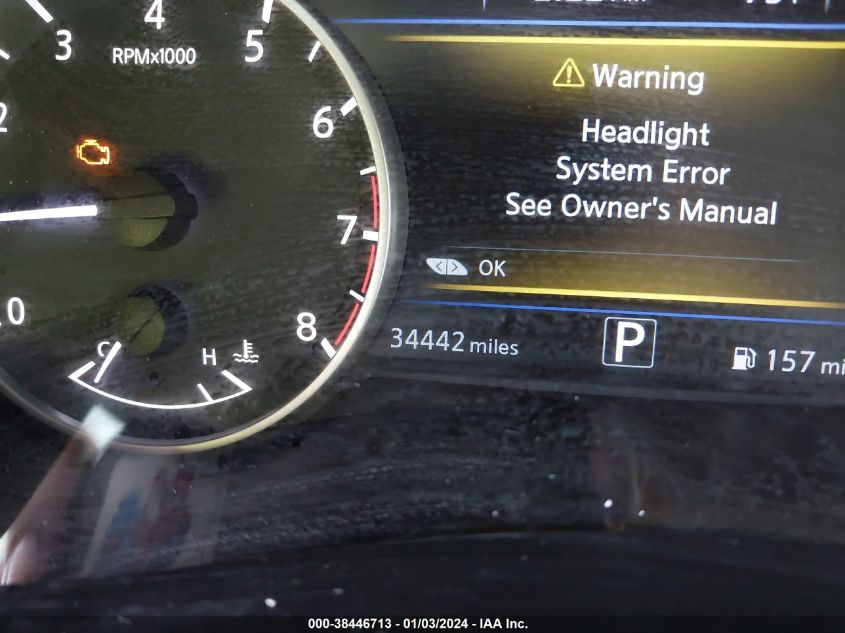 4
3
5
RPMx1000
2
6
7
8
0
C
H
Warning
Headlight
System Error
See Owner's Manual
OK
34442 miles
P
157 mi
000-38446713 - 01/03/2024 - IAA Inc.